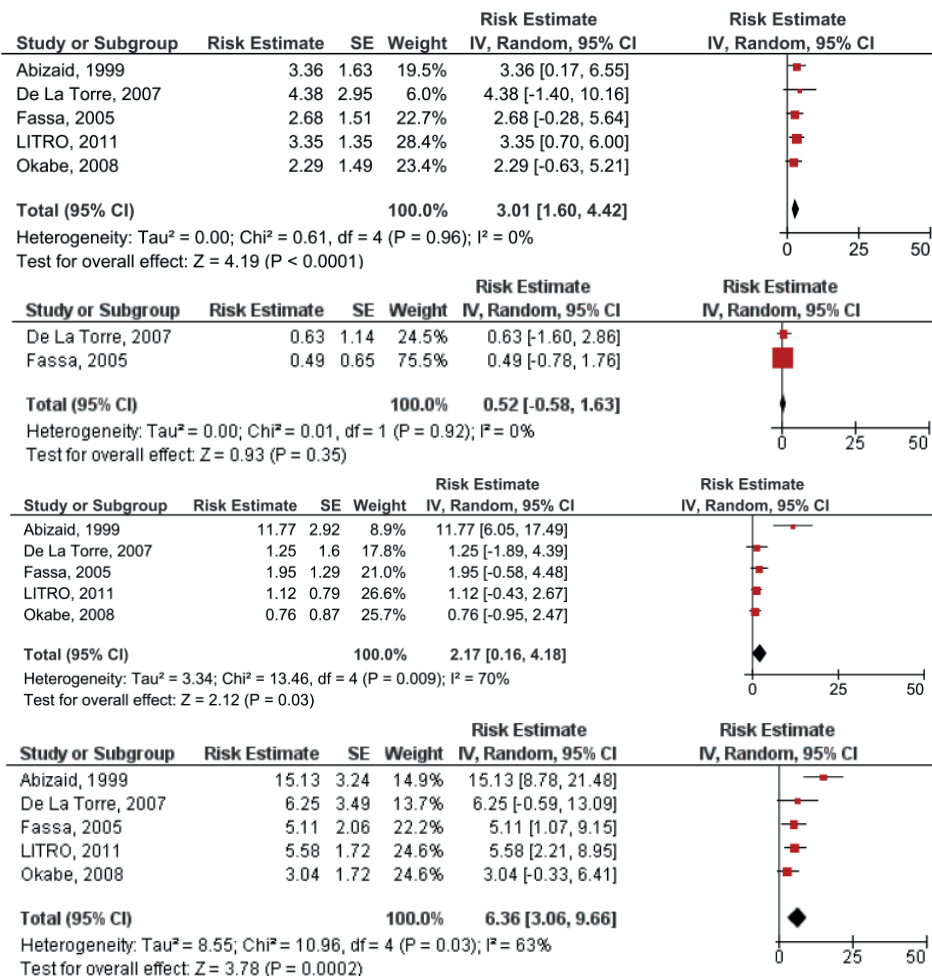 Risk Estimate Risk Estimate
Study or Subgroup Risk Estimate SE Weight IV, Random, 95% CI IV, Random, 95% CI
Abizaid, 1999 3.36 1.63 19.5% 3.36 [0.17, 6.55]
De La Torre, 2007 4.38 2.95 6.0% 4.38 [-1.40, 10.16]
Fassa, 2005 2.68 1.51 22.7% 2.68 [-0.28, 5.64]
LITRO, 2011 3.35 1.35 28.4% 3.35 [0.70, 6.00]
Okabe, 2008 2.29 1.49 23.4% 2.29 [-0.63, 5.21]
Total (95% CI) 100.0% 3.01 [1.60, 4.42]
Heterogeneity: Tau² = 0.00; Chi² = 0.61, df = 4 (P = 0.96); I² = 0%
0 25 50
Test for overall effect: Z = 4.19 (P < 0.0001)
Risk Estimate Risk Estimate
Study or Subgroup Risk Estimate SE Weight IV, Random, 95% CI IV, Random, 95% CI
De La Torre, 2007 0.63 1.14 24.5% 0.63 [-1.60, 2.86]
Fassa, 2005 0.49 0.65 75.5% 0.49 [-0.78, 1.76]
Total (95% CI) 100.0% 0.52 [-0.58, 1.63]
Heterogeneity: Tau² = 0.00; Chi² = 0.01, df = 1 (P = 0.92); I² = 0%
0 25 50
Test for overall effect: Z = 0.93 (P = 0.35)
Risk Estimate Risk Estimate
Study or Subgroup Risk Estimate SE Weight IV, Random, 95% CI IV, Random, 95% CI
Abizaid, 1999 11.77 2.92 8.9% 11.77 [6.05, 17.49]
De La Torre, 2007 1.25 1.6 17.8% 1.25 [-1.89, 4.39]
Fassa, 2005 1.95 1.29 21.0% 1.95 [-0.58, 4.48]
LITRO, 2011 1.12 0.79 26.6% 1.12 [-0.43, 2.67]
Okabe, 2008 0.76 0.87 25.7% 0.76 [-0.95, 2.47]
Total (95% CI) 100.0% 2.17 [0.16, 4.18]
Heterogeneity: Tau² = 3.34; Chi² = 13.46, df = 4 (P = 0.009); I² = 70%
0 25 50
Test for overall effect: Z = 2.12 (P = 0.03)
Risk Estimate Risk Estimate
Study or Subgroup Risk Estimate SE Weight IV, Random, 95% CI IV, Random, 95% CI
Abizaid, 1999 15.13 3.24 14.9% 15.13 [8.78, 21.48]
De La Torre, 2007 6.25 3.49 13.7% 6.25 [-0.59, 13.09]
Fassa, 2005 5.11 2.06 22.2% 5.11 [1.07, 9.15]
LITRO, 2011 5.58 1.72 24.6% 5.58 [2.21, 8.95]
Okabe, 2008 3.04 1.72 24.6% 3.04 [-0.33, 6.41]
Total (95% CI) 100.0% 6.36 [3.06, 9.66]
Heterogeneity: Tau² = 8.55; Chi² = 10.96, df = 4 (P = 0.03); I² = 63%
0 25 50
Test for overall effect: Z = 3.78 (P = 0.0002)